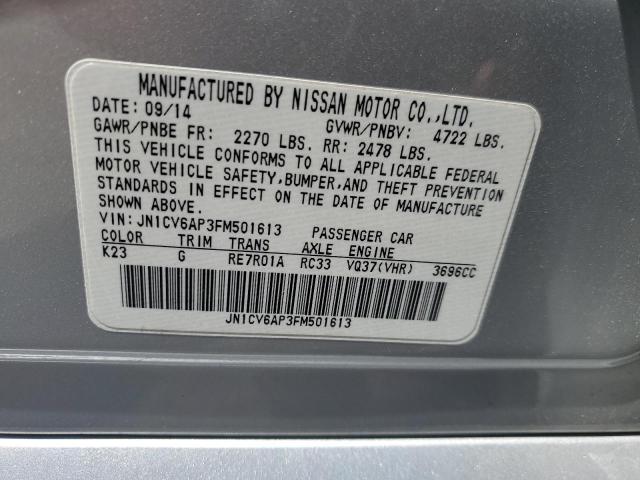 MANUFACTURED BY NISSAN MOTOR CO.,LTD.
DATE: 09/14 GVWR/PNBV: 4722 LBS.
GAWR/PNBE FR: 2270 LBS. RR: 2478 LBS.
THIS VEHICLE CONFORMS TO ALL APPLICABLE FEDERAL
MOTOR VEHICLE SAFETY,BUMPER,AND THEFT PREVENTION
STANDARDS IN EFFECT ON THE DATE OF MANUFACTURE
SHOWN ABOVE.
VIN: JN1CV6AP3FM501613 PASSENGER CAR
COLOR TRIM TRANS AXLE ENGINE
K23 G RE7R01A RC33 VQ37(VHR) 3696CC
JN1CV6AP3FM501613